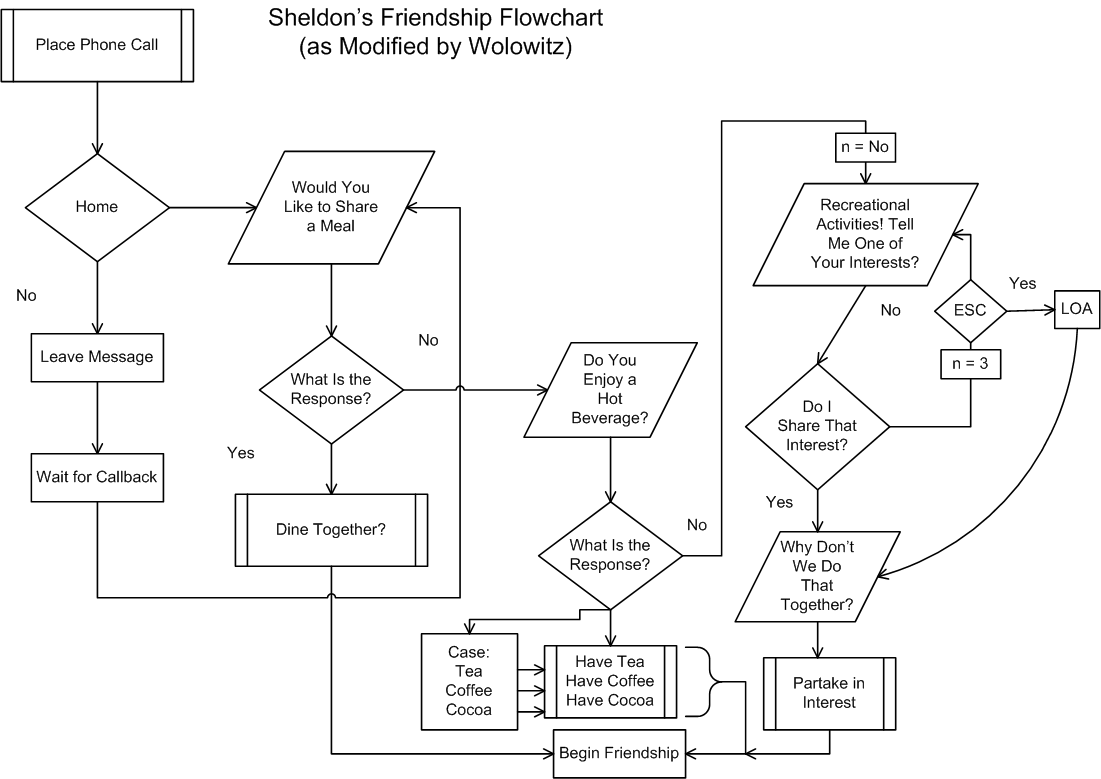 Sheldon's Friendship Flowchart
(as Modified by Wolowitz)
Place Phone Call
Home
No
Leave Message
Wait for Callback
Would You
Like to Share
a Meal
What Is the
Response?
No
Yes
Dine Together?
Do You
Enjoy a
Hot
Beverage?
What Is the
Response?
No
Case:
Tea
Coffee
Cocoa
Have Tea
Have Coffee
Have Cocoa
Begin Friendship
n = No
Recreational
Activities! Tell
Me One of
Your Interests?
No
ESC
Yes
LOA
n = 3
Do I
Share That
Interest?
Yes
Why Don't
We Do
That
Together?
Partake in
Interest